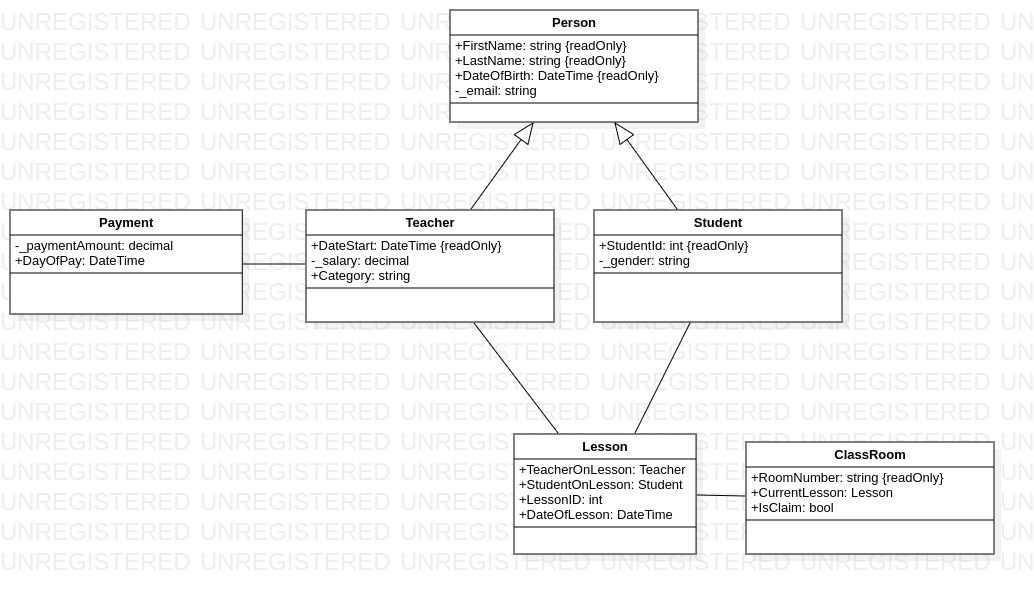 Person
+FirstName: string {readOnly}
+LastName: string {readOnly}
+DateOfBirth: DateTime {readOnly}
-_email: string
Payment
-_paymentAmount: decimal
+DayOfPay: DateTime
Teacher
+DateStart: DateTime {readOnly}
-_salary: decimal
+Category: string
Student
+StudentId: int {readOnly}
-_gender: string
Lesson
+TeacherOnLesson: Teacher
+StudentOnLesson: Student
+LessonID: int
+DateOfLesson: DateTime
ClassRoom
+RoomNumber: string {readOnly}
+CurrentLesson: Lesson
+IsClaim: bool
UNREGISTERED